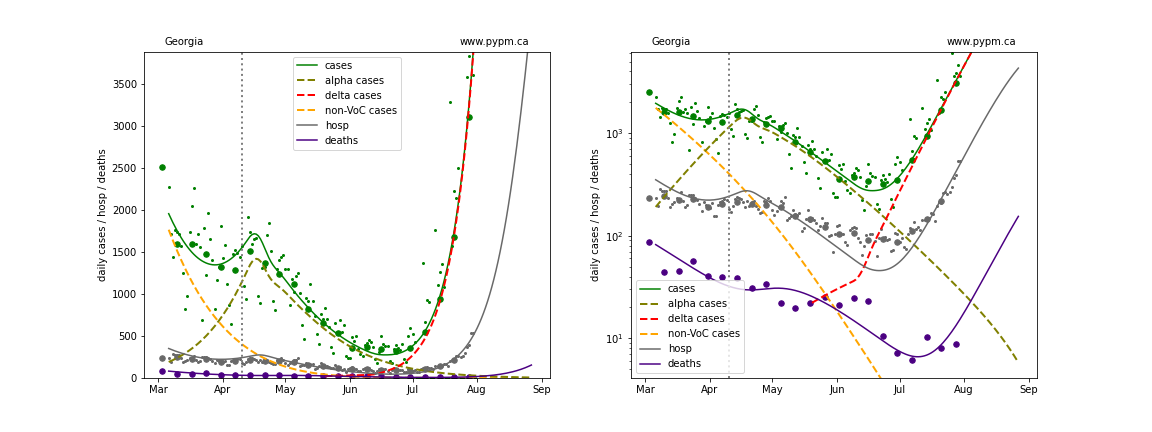 Georgia www.pypm.ca
daily cases / hosp / deaths
3500
3000
2500
2000
1500
1000
500
0
cases
alpha cases
delta cases
non-VoC cases
hosp
deaths
Mar Apr May Jun Jul Aug Sep
Georgia www.pypm.ca
daily cases / hosp / deaths
10³
10²
10¹
cases
alpha cases
delta cases
non-VoC cases
hosp
deaths
Mar Apr May Jun Jul Aug Sep